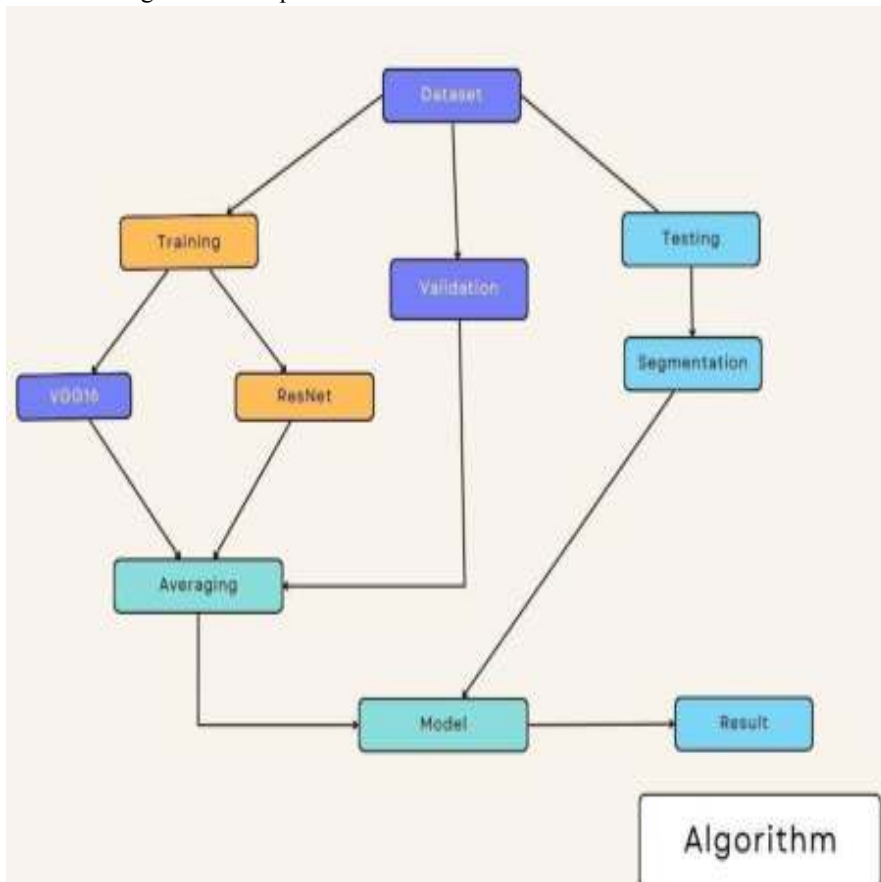 Dataset
Training
Testing
Validation
Segmentation
VGG16
ResNet
Averaging
Model
Result
Algorithm